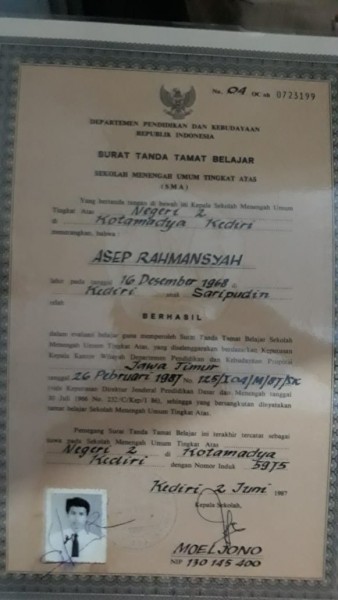 No. 04 OC oh 0723199
DEPARTEMEN PENDIDIKAN DAN KEBUDAYAAN
REPUBLIK INDONESIA
SURAT TANDA TAMAT BELAJAR
SEKOLAH MENENGAH UMUM TINGKAT ATAS
(SMA)
Yang bertanda tangan di bawah ini Kepala Sekolah Menengah Umum
Tingkat Atas Negeri 2
di Kotamadya Kediri
menerangkan, bahwa
ASEP RAHMANSYAH
lahir pada tanggal 16 Desember 1968 di
Kediri anak Saripudin
telah
BERHASIL
dalam evaluasi belajar guna memperoleh Surat Tanda Tamat Belajar Sekolah
Menengah Umum Tingkat Atas, yang diselenggarakan berdasarkan Keputusan
Kepala Kantor Wilayah Departemen Pendidikan dan Kebudayaan Propinsi
Jawa Timur
tanggal 26 Pebruari 1987 No. 125/I04/M/87/SK
Direktur Jenderal Pendidikan Dasar dan Menengah tanggal
30 Juli 1986 No. 232/C/Kep/I 86), sehingga yang bersangkutan dinyatakan
tamat belajar Sekolah Menengah Umum Tingkat Atas.
Pemegang Surat Tanda Tamat Belajar ini terakhir tercatat sebagai
siswa pada Sekolah Menengah Umum Tingkat Atas
Negeri 2 di Kotamadya
Kediri dengan Nomor Induk 5975
Kediri 2 Juni 1987
Kepala Sekolah,
MOELJONO
NIP 130 145 400